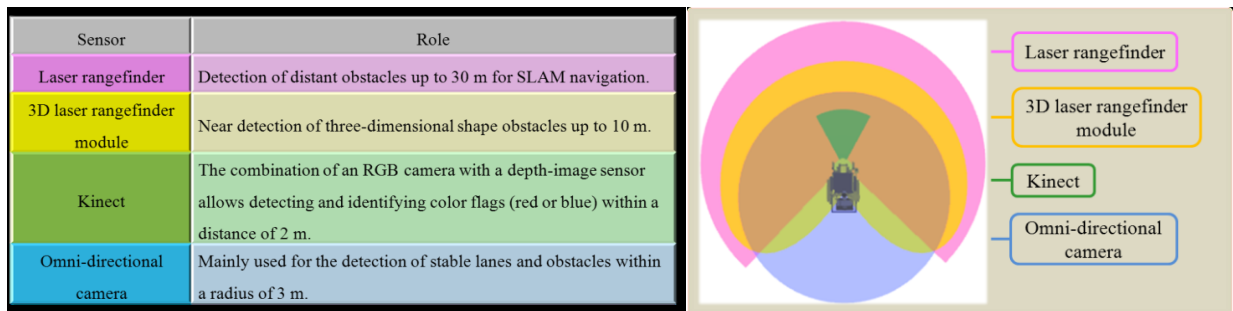 Sensor Role
Laser rangefinder Detection of distant obstacles up to 30 m for SLAM navigation.
3D laser rangefinder
module
Near detection of three-dimensional shape obstacles up to 10 m.
Kinect
The combination of an RGB camera with a depth-image sensor
allows detecting and identifying color flags (red or blue) within a
distance of 2 m.
Omni-directional
camera
Mainly used for the detection of stable lanes and obstacles within
a radius of 3 m.
Laser rangefinder
3D laser rangefinder
module
Kinect
Omni-directional
camera